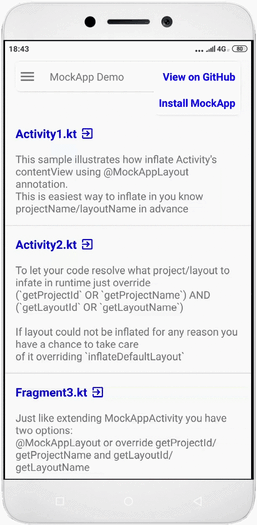 18:43
4G
80
MockApp Demo
View on GitHub
Install MockApp
Activity1.kt
This sample illustrates how inflate Activity's
contentView using @MockAppLayout
annotation.
This is easiest way to inflate in you know
projectName/layoutName in advance
Activity2.kt
To let your code resolve what project/layout to
infate in runtime just override
(`getProjectId` OR `getProjectName`) AND
(`getLayoutId` OR `getLayoutName`)
If layout could not be inflated for any reason you
have a chance to take care
of it overriding `inflateDefaultLayout`
Fragment3.kt
Just like extending MockAppActivity you have
two options:
@MockAppLayout or override getProjectId/
getProjectName and getLayoutId/
getLayoutName